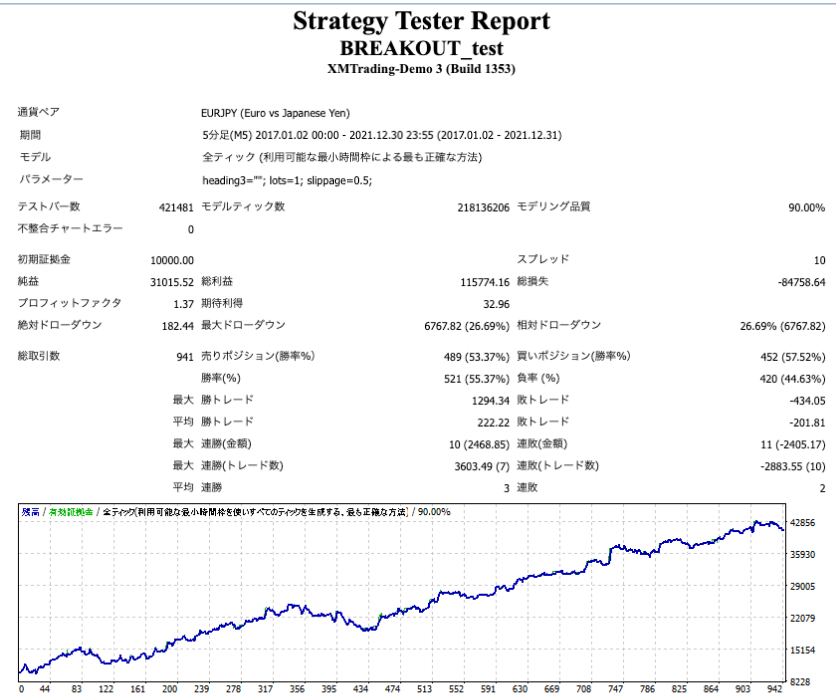 Strategy Tester Report
BREAKOUT_test
XMTrading-Demo 3 (Build 1353)
通貨ペア EURJPY (Euro vs Japanese Yen)
期間 5分足(M5) 2017.01.02 00:00 - 2021.12.30 23:55 (2017.01.02 - 2021.12.31)
モデル 全ティック (利用可能な最小時間枠による最も正確な方法)
パラメーター heading3=""; lots=1; slippage=0.5;
テストバー数 421481 モデルティック数 218136206 モデリング品質 90.00%
不整合チャートエラー 0
初期証拠金 10000.00 スプレッド 10
純益 31015.52 総利益 115774.16 総損失 -84758.64
プロフィットファクタ 1.37 期待利得 32.96
絶対ドローダウン 182.44 最大ドローダウン 6767.82 (26.69%) 相対ドローダウン 26.69% (6767.82)
総取引数 941 売りポジション(勝率%) 489 (53.37%) 買いポジション(勝率%) 452 (57.52%)
勝率(%) 521 (55.37%) 負率 (%) 420 (44.63%)
最大 勝トレード 1294.34 敗トレード -434.05
平均 勝トレード 222.22 敗トレード -201.81
最大 連勝(金額) 10 (2468.85) 連敗(金額) 11 (-2405.17)
最大 連勝(トレード数) 3603.49 (7) 連敗(トレード数) -2883.55 (10)
平均 連勝 3 連敗 2
残高 / 有効証拠金 / 全ティック(利用可能な最小時間枠を使いすべてのティックを生成する、最も正確な方法) / 90.00%
42856
35930
29005
22079
15154
8228
0 44 83 122 161 200 239 278 317 356 395 434 474 513 552 591 630 669 708 747 786 825 864 903 942